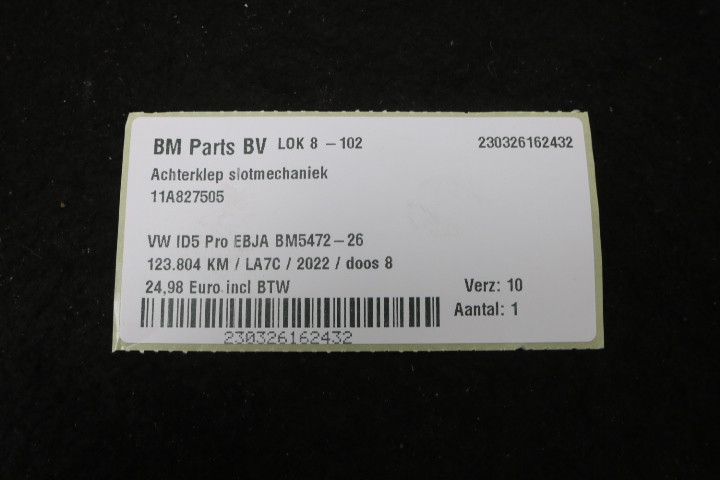 BM Parts BV LOK 8 - 102 230326162432
Achterklep slotmechaniek
11A827505
VW ID5 Pro EBJA BM5472-26
123.804 KM / LA7C / 2022 / doos 8
24,98 Euro incl BTW Verz: 10
Aantal: 1
230326162432